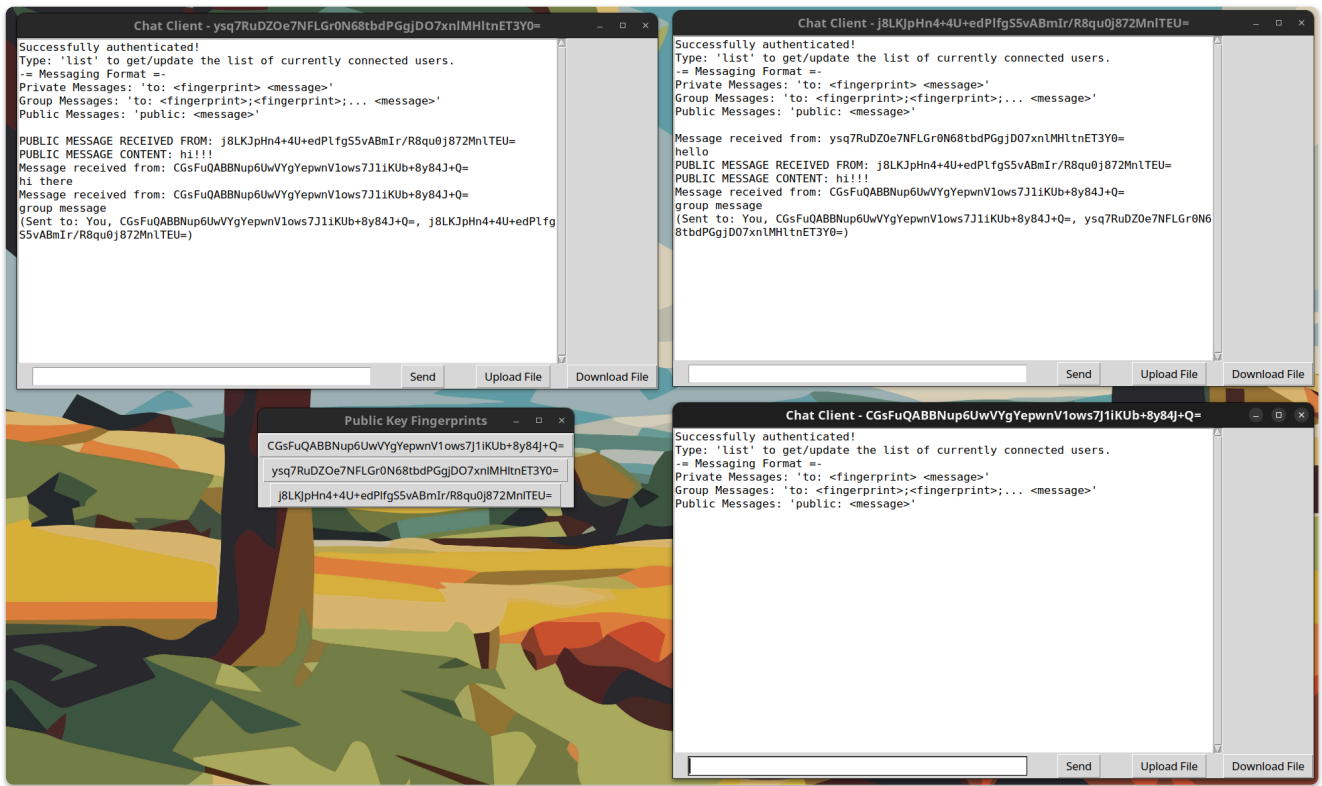 Chat Client - ysq7RuDZOe7NFLGr0N68tbdPGgjDO7xnlMHltnET3Y0=
Successfully authenticated!
Type: 'list' to get/update the list of currently connected users.
-= Messaging Format =-
Private Messages: 'to: <fingerprint> <message>'
Group Messages: 'to: <fingerprint>;<fingerprint>;... <message>'
Public Messages: 'public: <message>'
PUBLIC MESSAGE RECEIVED FROM: j8LKJpHn4+4U+edPlfgS5vABmIr/R8qu0j872MnlTEU=
PUBLIC MESSAGE CONTENT: hi!!!
Message received from: CGsFuQABBNup6UwVYgYepwnV1ows7J1iKUb+8y84J+Q=
hi there
Message received from: CGsFuQABBNup6UwVYgYepwnV1ows7J1iKUb+8y84J+Q=
group message
(Sent to: You, CGsFuQABBNup6UwVYgYepwnV1ows7J1iKUb+8y84J+Q=, j8LKJpHn4+4U+edPlfg
S5vABmIr/R8qu0j872MnlTEU=)
Send
Upload File
Download File
Chat Client - j8LKJpHn4+4U+edPlfgS5vABmIr/R8qu0j872MnlTEU=
Successfully authenticated!
Type: 'list' to get/update the list of currently connected users.
-= Messaging Format =-
Private Messages: 'to: <fingerprint> <message>'
Group Messages: 'to: <fingerprint>;<fingerprint>;... <message>'
Public Messages: 'public: <message>'
Message received from: ysq7RuDZOe7NFLGr0N68tbdPGgjDO7xnlMHltnET3Y0=
hello
PUBLIC MESSAGE RECEIVED FROM: j8LKJpHn4+4U+edPlfgS5vABmIr/R8qu0j872MnlTEU=
PUBLIC MESSAGE CONTENT: hi!!!
Message received from: CGsFuQABBNup6UwVYgYepwnV1ows7J1iKUb+8y84J+Q=
group message
(Sent to: You, CGsFuQABBNup6UwVYgYepwnV1ows7J1iKUb+8y84J+Q=, ysq7RuDZOe7NFLGr0N6
8tbdPGgjDO7xnlMHltnET3Y0=)
Send
Upload File
Download File
Public Key Fingerprints
CGsFuQABBNup6UwVYgYepwnV1ows7J1iKUb+8y84J+Q=
ysq7RuDZOe7NFLGr0N68tbdPGgjDO7xnlMHltnET3Y0=
j8LKJpHn4+4U+edPlfgS5vABmIr/R8qu0j872MnlTEU=
Chat Client - CGsFuQABBNup6UwVYgYepwnV1ows7J1iKUb+8y84J+Q=
Successfully authenticated!
Type: 'list' to get/update the list of currently connected users.
-= Messaging Format =-
Private Messages: 'to: <fingerprint> <message>'
Group Messages: 'to: <fingerprint>;<fingerprint>;... <message>'
Public Messages: 'public: <message>'
Send
Upload File
Download File